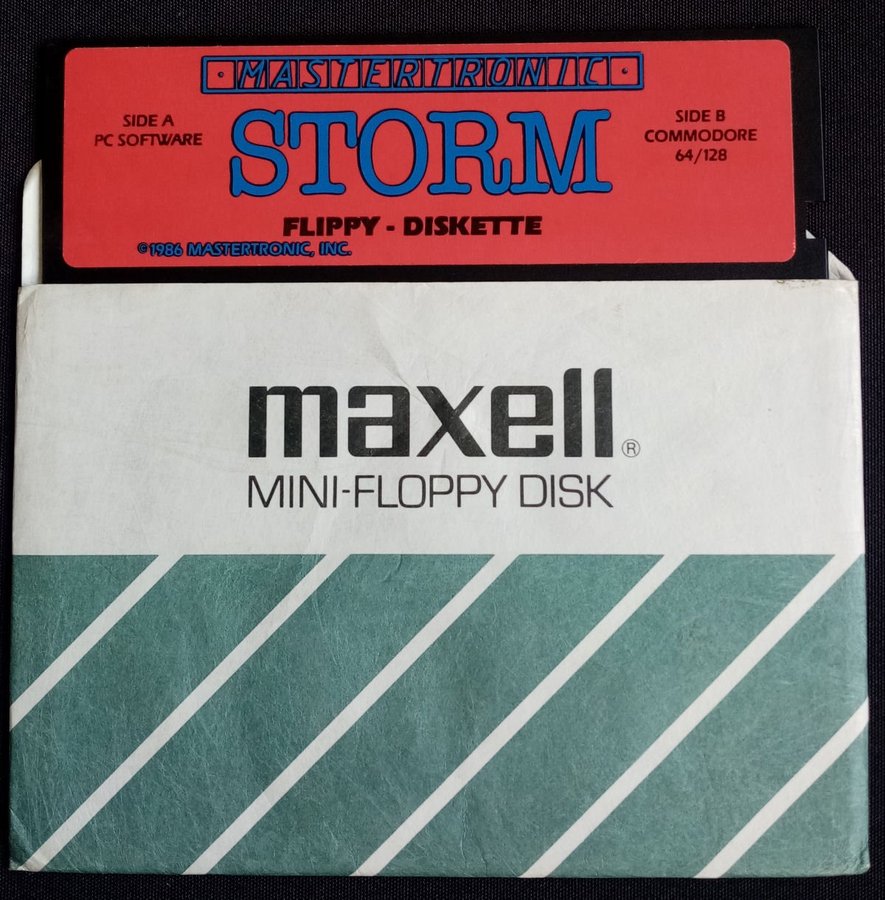 MASTERTRONIC
SIDE A
PC SOFTWARE
STORM
SIDE B
COMMODORE
64/128
FLIPPY - DISKETTE
©1986 MASTERTRONIC, INC.
maxell®
MINI-FLOPPY DISK